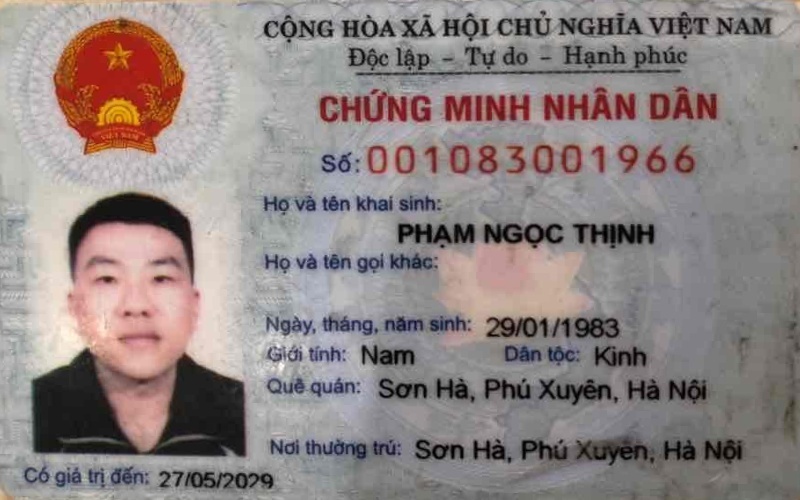 CỘNG HÒA XÃ HỘI CHỦ NGHĨA VIỆT NAM
Độc lập – Tự do – Hạnh phúc
CHỨNG MINH NHÂN DÂN
Số: 001083001966
Họ và tên khai sinh:
PHẠM NGỌC THỊNH
Họ và tên gọi khác:
Ngày, tháng, năm sinh: 29/01/1983
Giới tính: Nam Dân tộc: Kinh
Quê quán: Sơn Hà, Phú Xuyên, Hà Nội
Nơi thường trú: Sơn Hà, Phú Xuyên, Hà Nội
Có giá trị đến: 27/05/2029